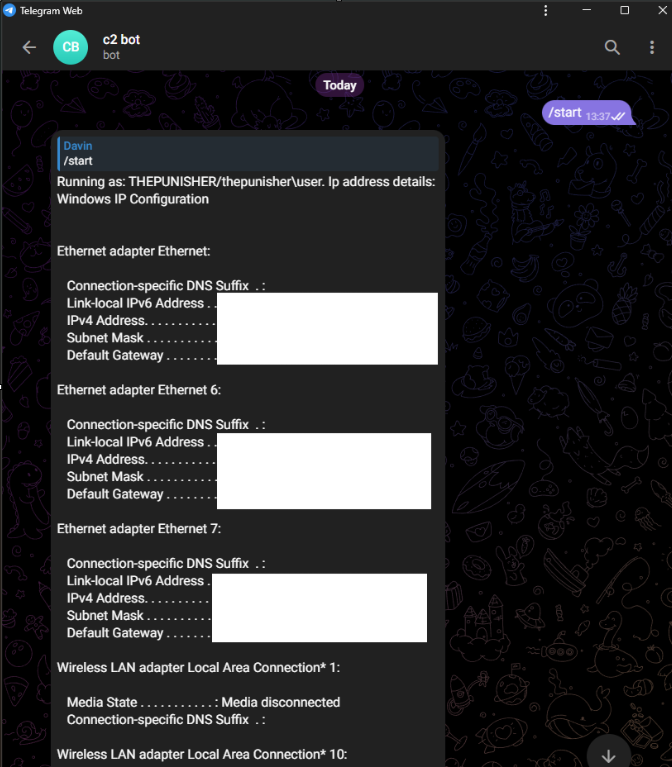 Telegram Web
CB
c2 bot
bot
Today
/start 13:37
Davin
/start
Running as: THEPUNISHER/thepunisher\user. Ip address details:
Windows IP Configuration
Ethernet adapter Ethernet:
Connection-specific DNS Suffix . :
Link-local IPv6 Address . .
IPv4 Address. . . . . . . . . .
Subnet Mask . . . . . . . . . .
Default Gateway . . . . . . .
Ethernet adapter Ethernet 6:
Connection-specific DNS Suffix . :
Link-local IPv6 Address . .
IPv4 Address. . . . . . . . . .
Subnet Mask . . . . . . . . . .
Default Gateway . . . . . . .
Ethernet adapter Ethernet 7:
Connection-specific DNS Suffix . :
Link-local IPv6 Address .
IPv4 Address. . . . . . . . .
Subnet Mask . . . . . . . . .
Default Gateway . . . . . .
Wireless LAN adapter Local Area Connection* 1:
Media State . . . . . . . . . . . : Media disconnected
Connection-specific DNS Suffix . :
Wireless LAN adapter Local Area Connection* 10: